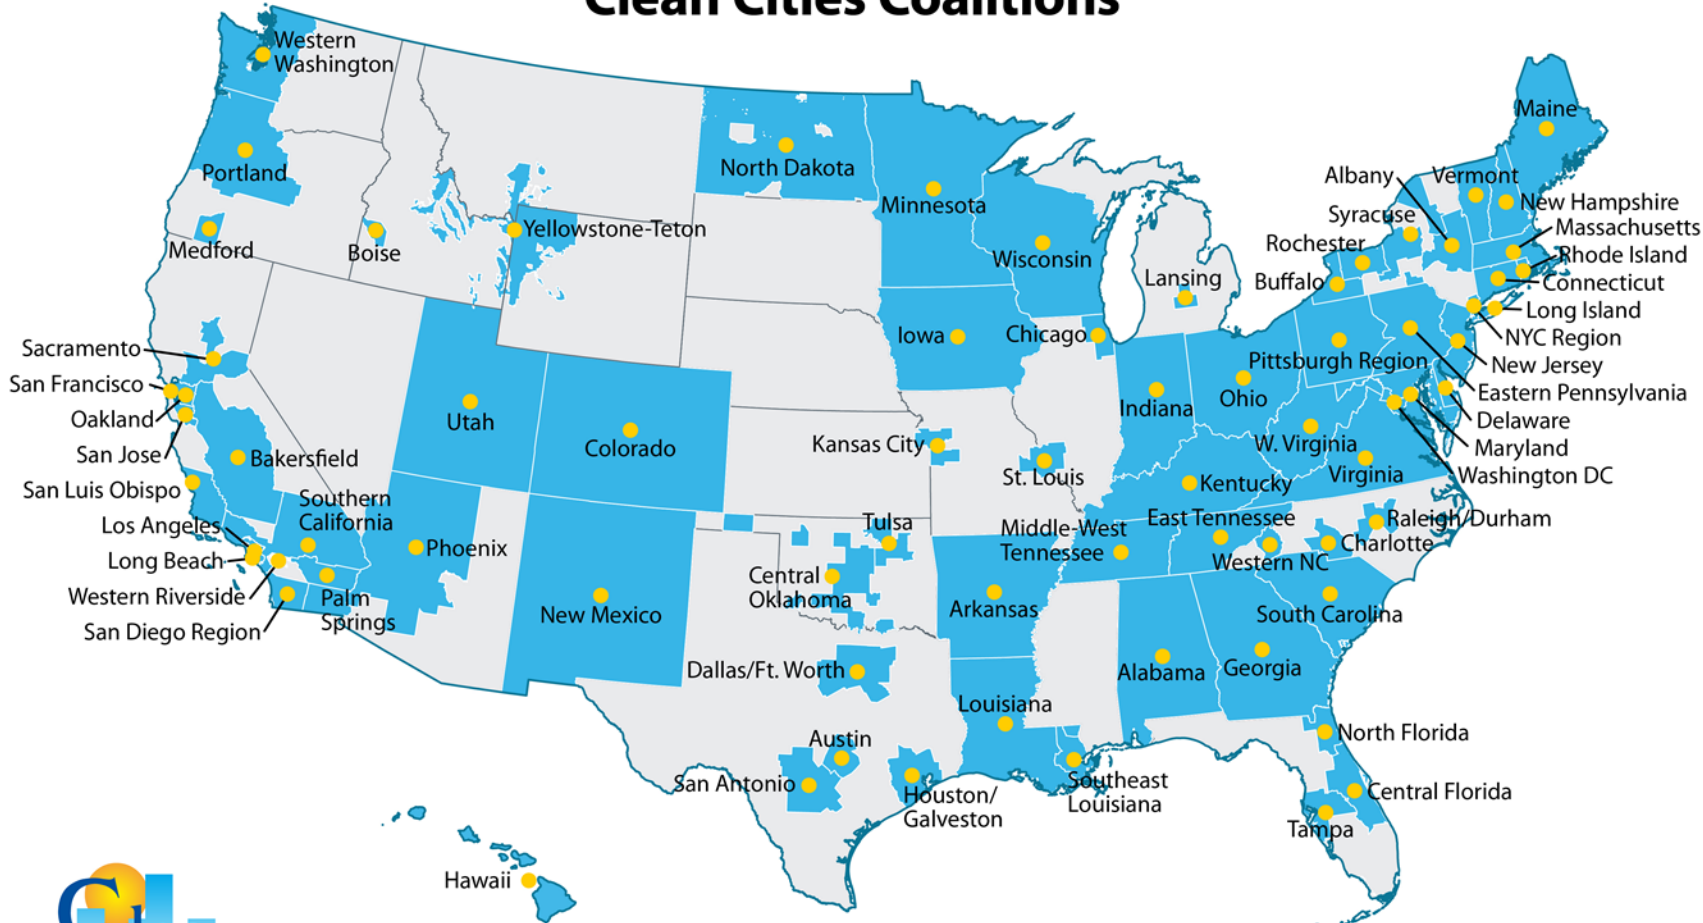 Clean Cities Coalitions
Western
Washington
Portland
Medford
Boise
Yellowstone-Teton
North Dakota
Minnesota
Wisconsin
Iowa
Chicago
Lansing
Maine
Albany
Vermont
Syracuse
New Hampshire
Massachusetts
Rochester
Rhode Island
Buffalo
Connecticut
Long Island
NYC Region
Pittsburgh Region
New Jersey
Eastern Pennsylvania
Delaware
Maryland
Washington DC
Sacramento
San Francisco
Oakland
San Jose
San Luis Obispo
Bakersfield
Southern
California
Los Angeles
Long Beach
Western Riverside
San Diego Region
Palm
Springs
Utah
Colorado
Phoenix
New Mexico
Kansas City
St. Louis
Indiana
Ohio
W. Virginia
Virginia
Kentucky
Tulsa
Central
Oklahoma
Middle-West
Tennessee
East Tennessee
Raleigh/Durham
Western NC
Charlotte
Arkansas
South Carolina
Dallas/Ft. Worth
Alabama
Georgia
Louisiana
Austin
San Antonio
Houston/
Galveston
Southeast
Louisiana
North Florida
Central Florida
Tampa
Hawaii